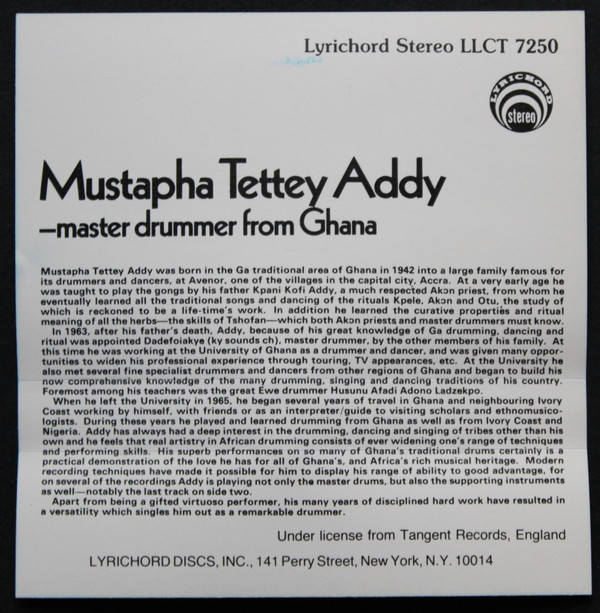 Lyrichord Stereo LLCT 7250
LYRICHORD
stereo
Mustapha Tettey Addy
–master drummer from Ghana
Mustapha Tettey Addy was born in the Ga traditional area of Ghana in 1942 into a large family famous for
its drummers and dancers, at Avenor, one of the villages in the capital city, Accra. At a very early age he
was taught to play the gongs by his father Kpani Kofi Addy, a much respected Akɔn priest, from whom he
eventually learned all the traditional songs and dancing of the rituals Kpele, Akɔn and Otu, the study of
which is reckoned to be a life-time's work. In addition he learned the curative properties and ritual
meaning of all the herbs—the skills of Tshofan—which both Akɔn priests and master drummers must know.
In 1963, after his father's death, Addy, because of his great knowledge of Ga drumming, dancing and
ritual was appointed Dadefoiakye (ky sounds ch), master drummer, by the other members of his family. At
this time he was working at the University of Ghana as a drummer and dancer, and was given many oppor-
tunities to widen his professional experience through touring, TV appearances, etc. At the University he
also met several fine specialist drummers and dancers from other regions of Ghana and began to build his
now comprehensive knowledge of the many drumming, singing and dancing traditions of his country.
Foremost among his teachers was the great Ewe drummer Husunu Afadi Adono Ladzekpo.
When he left the University in 1965, he began several years of travel in Ghana and neighbouring Ivory
Coast working by himself, with friends or as an interpreter/guide to visiting scholars and ethnomusico-
logists. During these years he played and learned drumming from Ghana as well as from Ivory Coast and
Nigeria. Addy has always had a deep interest in the drumming, dancing and singing of tribes other than his
own and he feels that real artistry in African drumming consists of ever widening one's range of techniques
and performing skills. His superb performances on so many of Ghana's traditional drums certainly is a
practical demonstration of the love he has for all of Ghana's, and Africa's rich musical heritage. Modern
recording techniques have made it possible for him to display his range of ability to good advantage, for
on several of the recordings Addy is playing not only the master drums, but also the supporting instruments
as well—notably the last track on side two.
Apart from being a gifted virtuoso performer, his many years of disciplined hard work have resulted in
a versatility which singles him out as a remarkable drummer.
Under license from Tangent Records, England
LYRICHORD DISCS, INC., 141 Perry Street, New York, N.Y. 10014